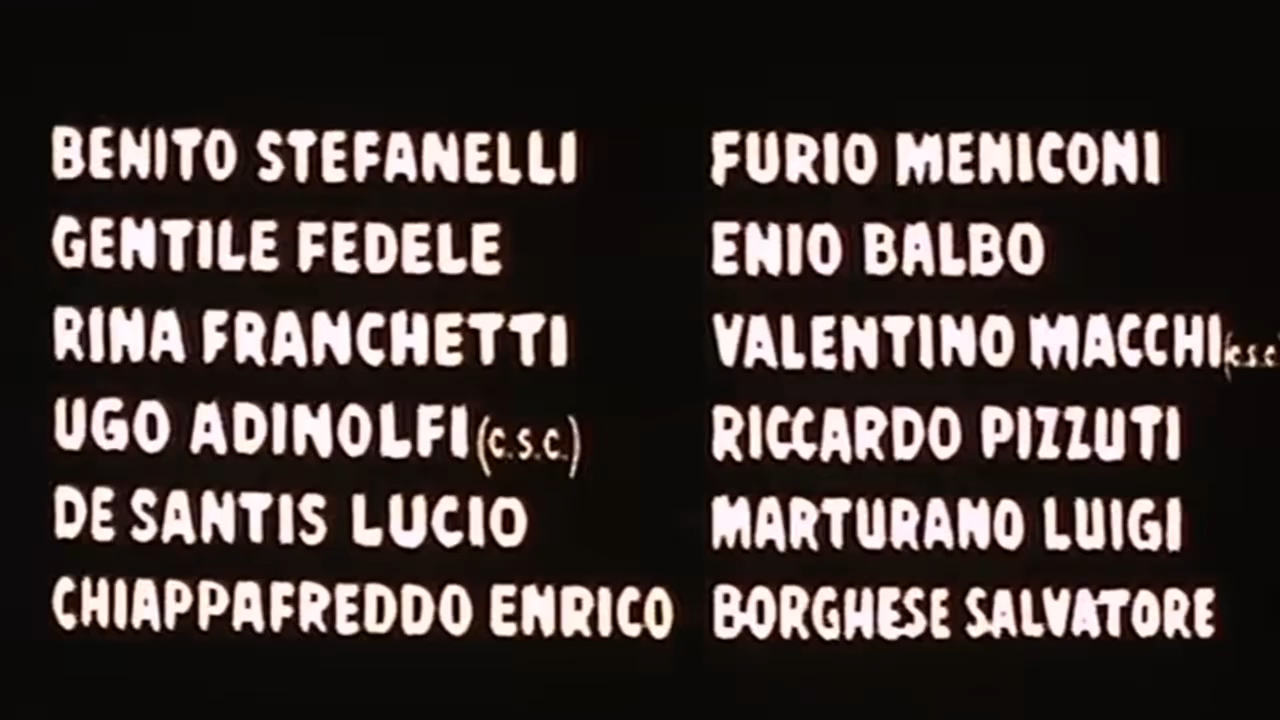 BENITO STEFANELLI
GENTILE FEDELE
RINA FRANCHETTI
UGO ADINOLFI (c.s.c.)
DE SANTIS LUCIO
CHIAPPAFREDDO ENRICO
FURIO MENICONI
ENIO BALBO
VALENTINO MACCHI (c.s.c.
RICCARDO PIZZUTI
MARTURANO LUIGI
BORGHESE SALVATORE